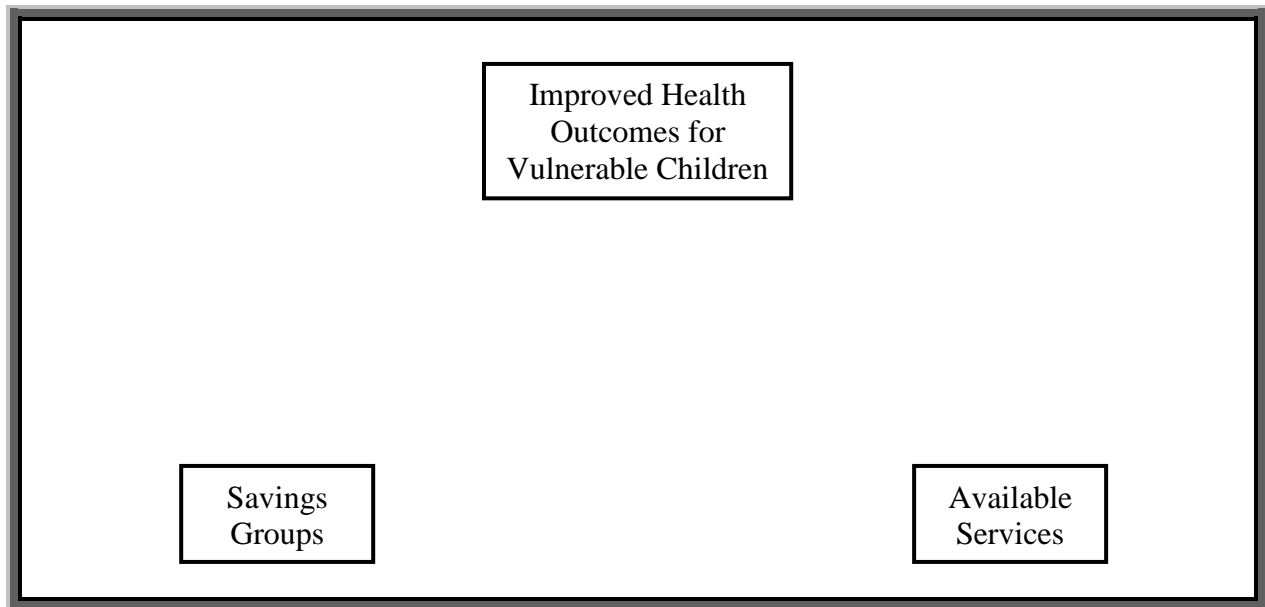 Improved Health
Outcomes for
Vulnerable Children
Savings
Groups
Available
Services